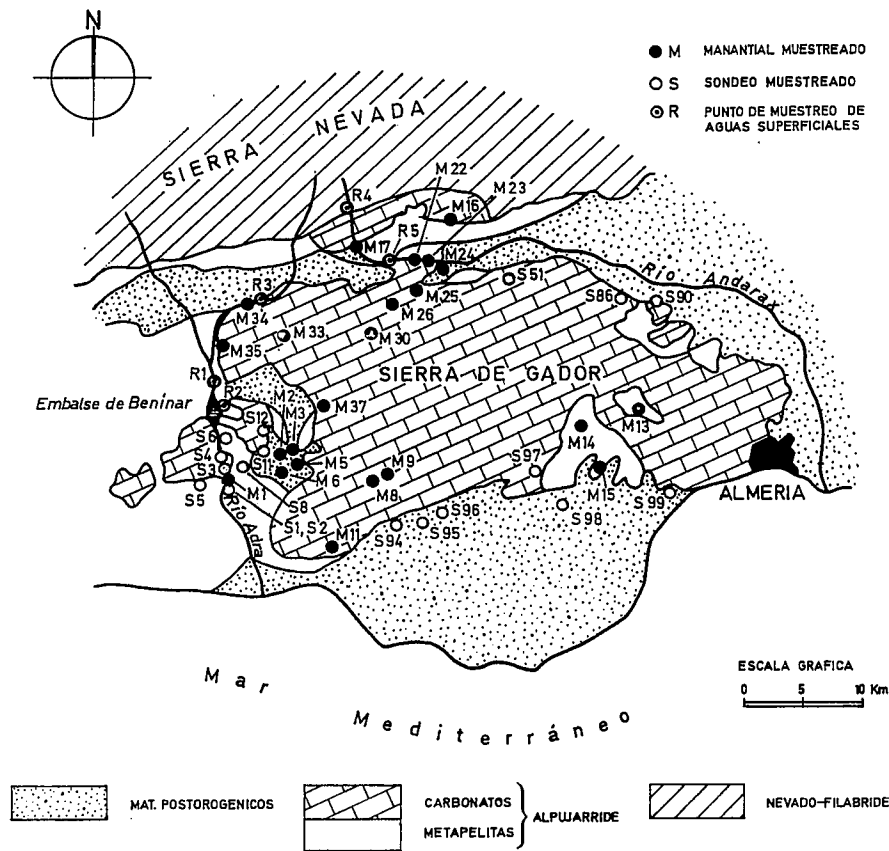 M MANANTIAL MUESTREADO
S SONDEO MUESTREADO
R PUNTO DE MUESTREO DE
AGUAS SUPERFICIALES
SIERRA NEVADA
M 22
M 23
R4
M16
R5
M17
M24
S 51
Río Andarax
R3
M25
S86
S90
M34
M26
M33
M30
M35
SIERRA DE GADOR
R1
Embalse de Benínar
R2
M2
M37
S12
M3
M13
S6
M14
S4
S11
M5
M9
S97
S3
M6
M8
M15
S5
M1
S8
S99
ALMERIA
Río Adra
S1, S2
S96
S98
M11
S94
S95
ESCALA GRAFICA
0 5 10 Km
Mar
Mediterráneo
MAT. POSTOROGENICOS
CARBONATOS
METAPELITAS
ALPUJARRIDE
NEVADO-FILABRIDE